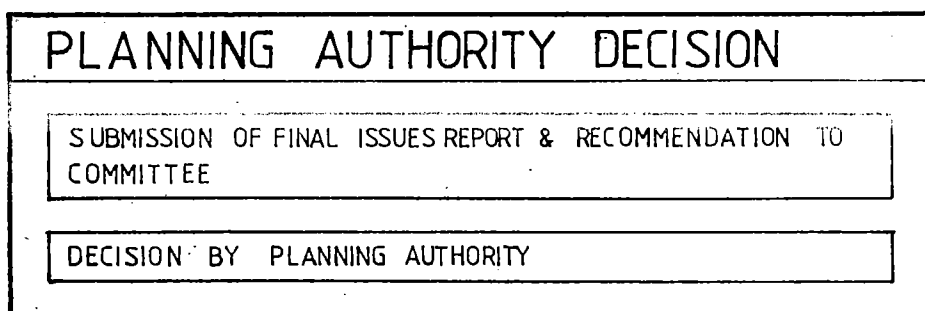 PLANNING AUTHORITY DECISION
SUBMISSION OF FINAL ISSUES REPORT & RECOMMENDATION TO
COMMITTEE
DECISION BY PLANNING AUTHORITY